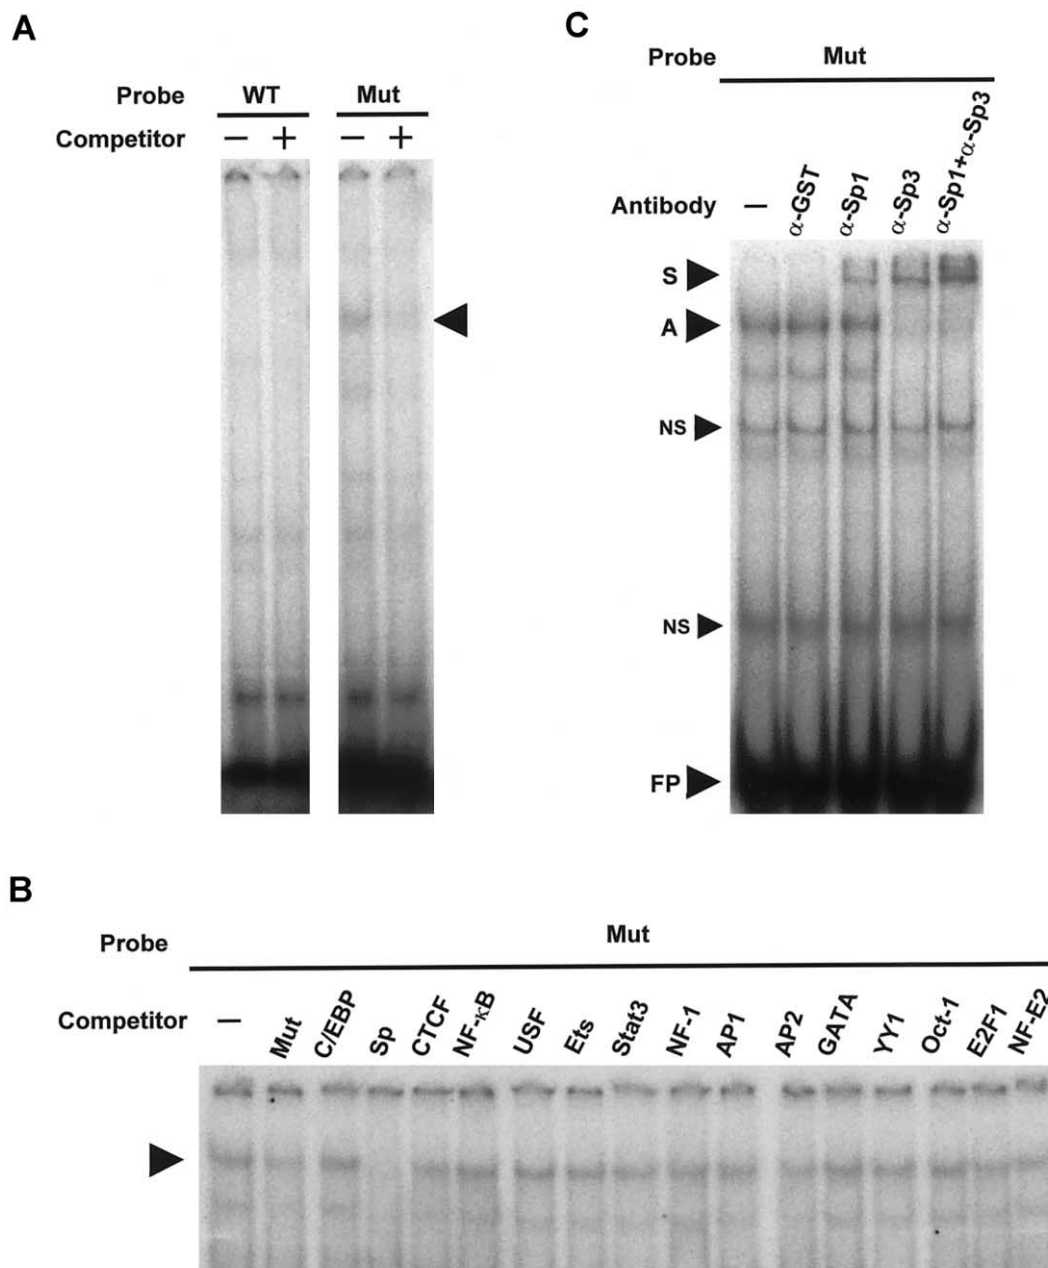 A
Probe WT Mut
Competitor − + − +
C
Probe Mut
Antibody − α-GST α-Sp1 α-Sp3 α-Sp1+α-Sp3
S
A
NS
NS
FP
B
Probe Mut
Competitor − Mut C/EBP Sp CTCF NF-κB USF Ets Stat3 NF-1 AP1 AP2 GATA YY1 Oct-1 E2F1 NF-E2